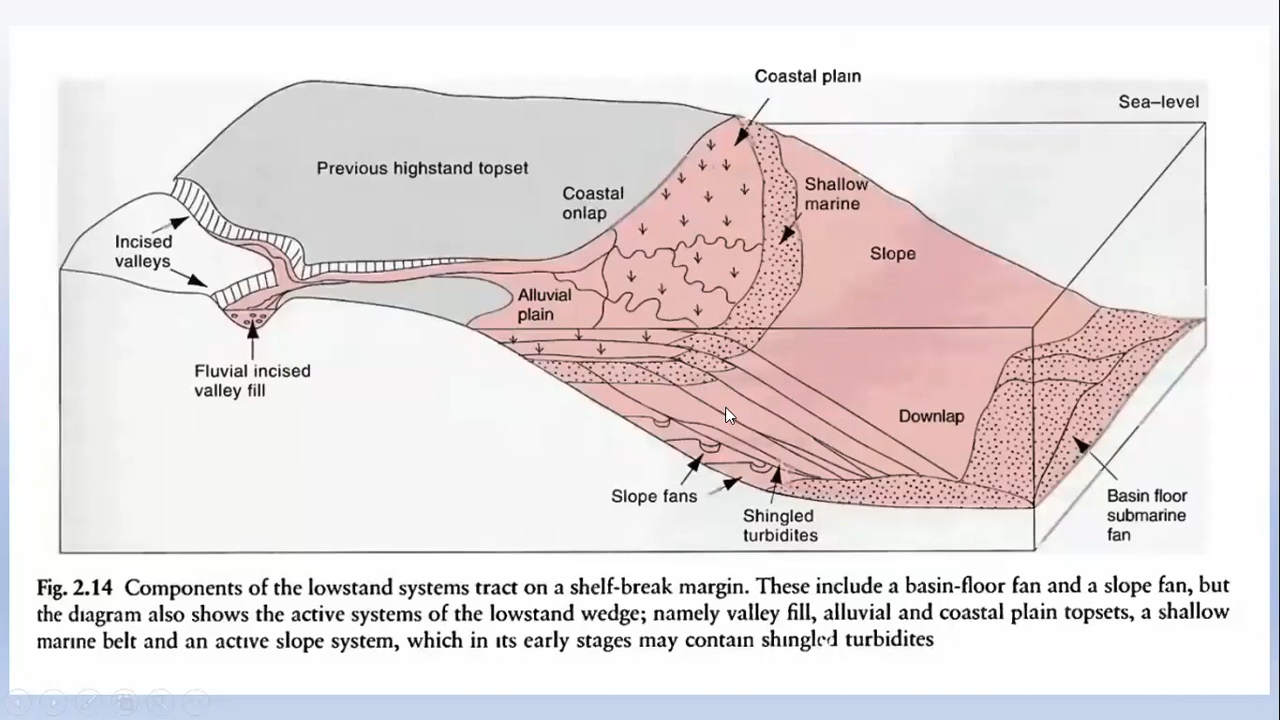 Coastal plain
Sea–level
Previous highstand topset
Coastal
onlap
Shallow
marine
Incised
valleys
Slope
Alluvial
plain
Fluvial incised
valley fill
Downlap
Slope fans
Shingled
turbidites
Basin floor
submarine
fan
Fig. 2.14 Components of the lowstand systems tract on a shelf-break margin. These include a basin-floor fan and a slope fan, but
the diagram also shows the active systems of the lowstand wedge; namely valley fill, alluvial and coastal plain topsets, a shallow
marine belt and an active slope system, which in its early stages may contain shingled turbidites